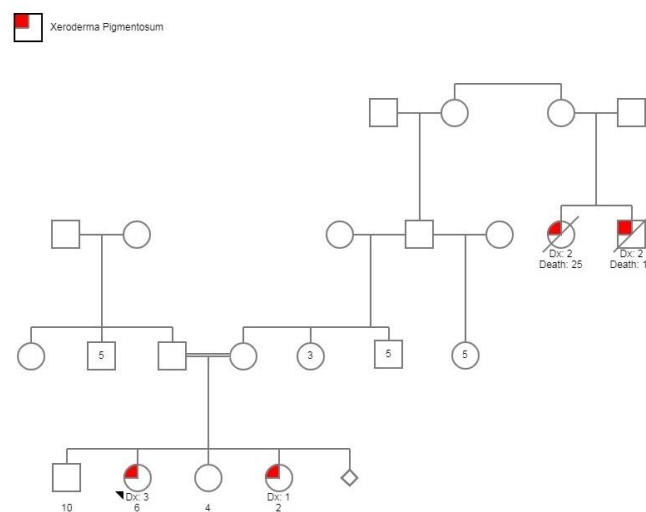 Xeroderma Pigmentosum
Dx: 2
Death: 25
Dx: 2
Death: 1
5
3
5
5
Dx: 3
Dx: 1
10
6
4
2